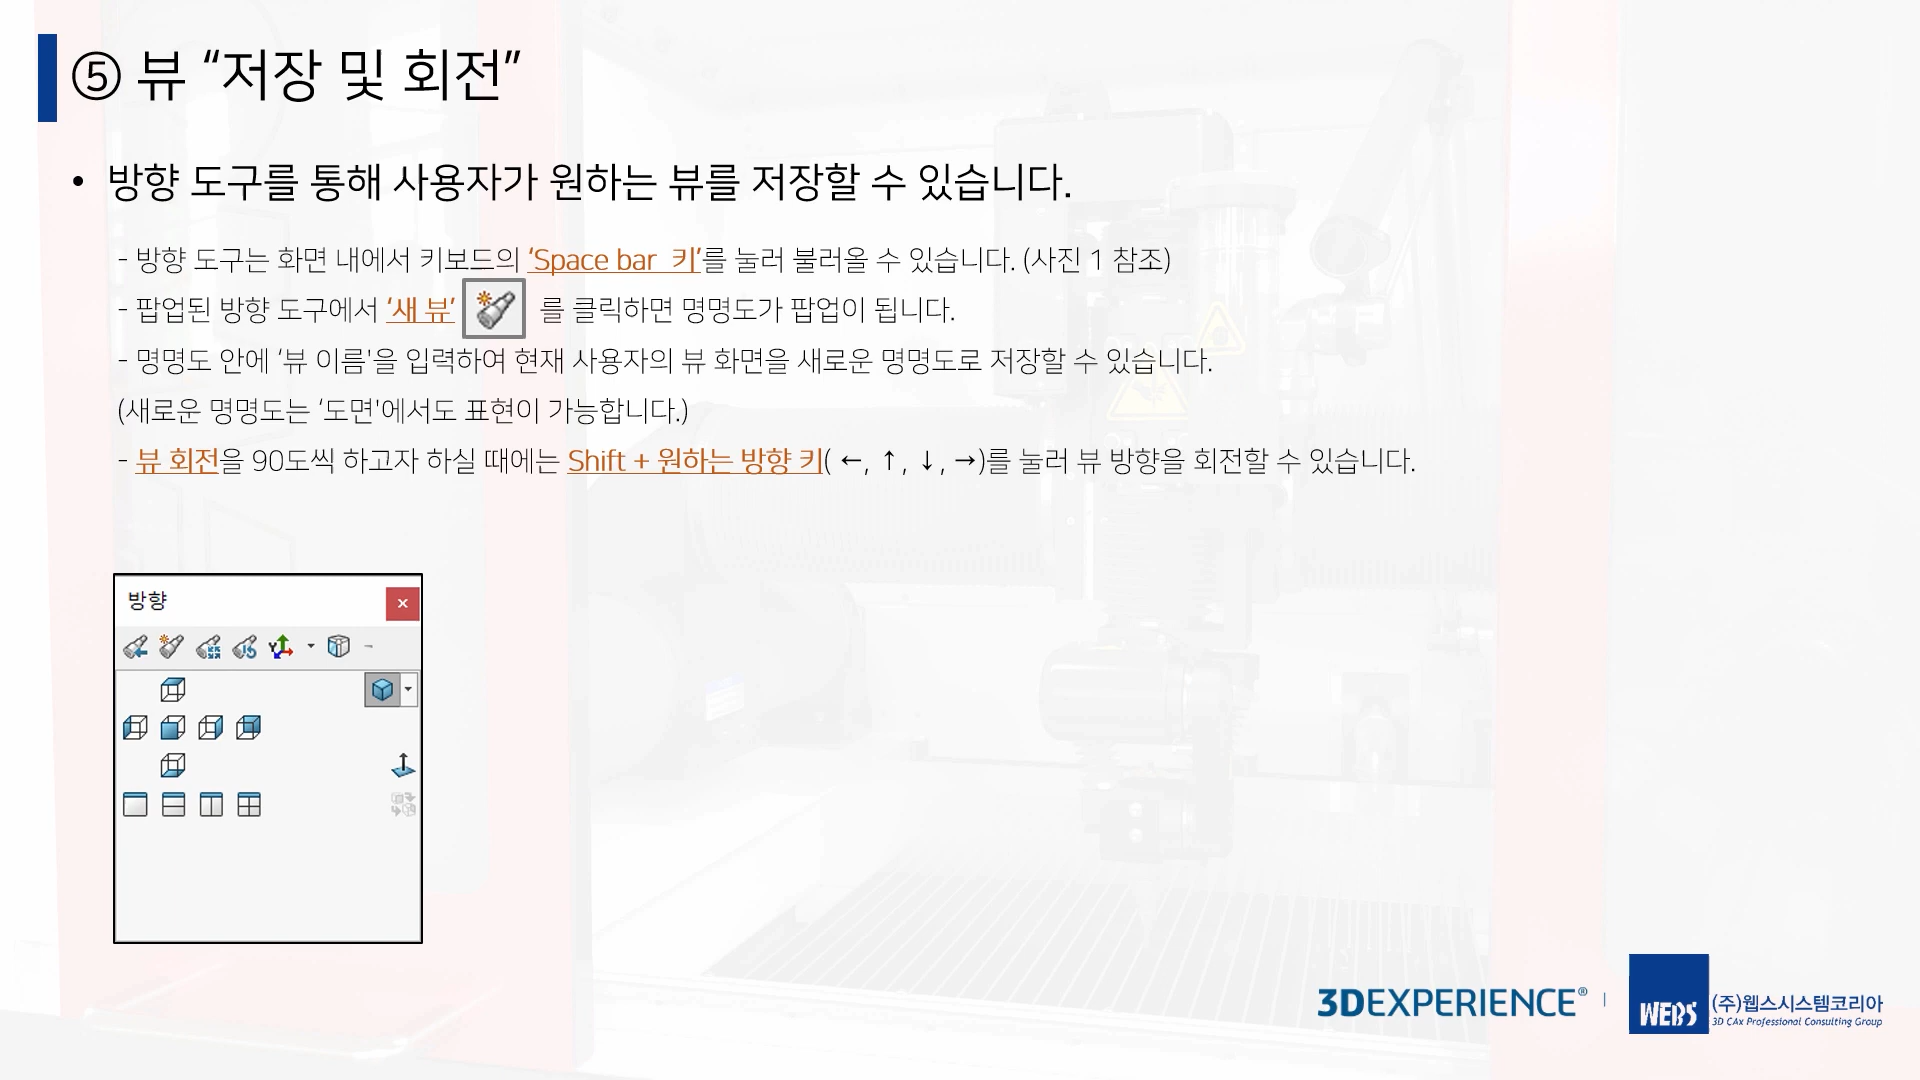 ⑤ 뷰 “저장 및 회전”
• 방향 도구를 통해 사용자가 원하는 뷰를 저장할 수 있습니다.
- 방향 도구는 화면 내에서 키보드의 ‘Space bar 키’를 눌러 불러올 수 있습니다. (사진 1 참조)
- 팝업된 방향 도구에서 ‘새 뷰’ 를 클릭하면 명명도가 팝업이 됩니다.
- 명명도 안에 ‘뷰 이름'을 입력하여 현재 사용자의 뷰 화면을 새로운 명명도로 저장할 수 있습니다.
(새로운 명명도는 ‘도면'에서도 표현이 가능합니다.)
- 뷰 회전을 90도씩 하고자 하실 때에는 Shift + 원하는 방향 키( ←, ↑, ↓, →)를 눌러 뷰 방향을 회전할 수 있습니다.
방향
3DEXPERIENCE®
WEBS
(주)웹스시스템코리아
3D CAx Professional Consulting Group